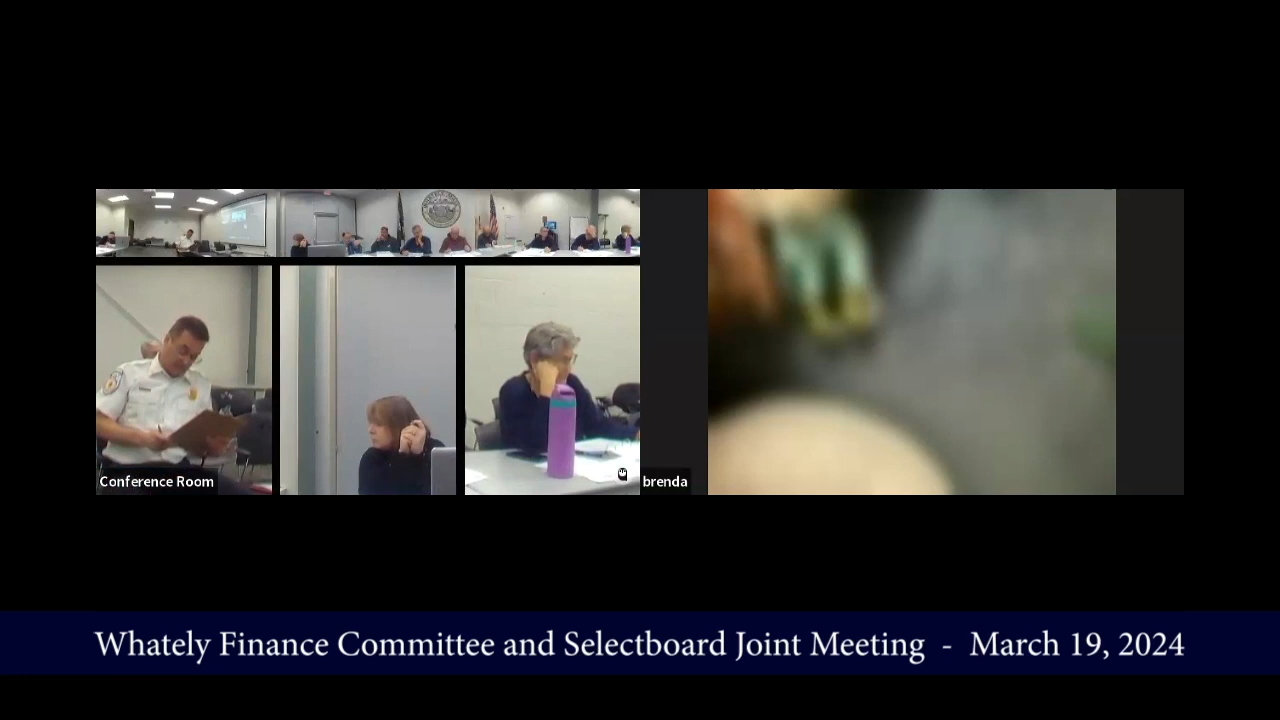 Conference Room
brenda
Whately Finance Committee and Selectboard Joint Meeting - March 19, 2024